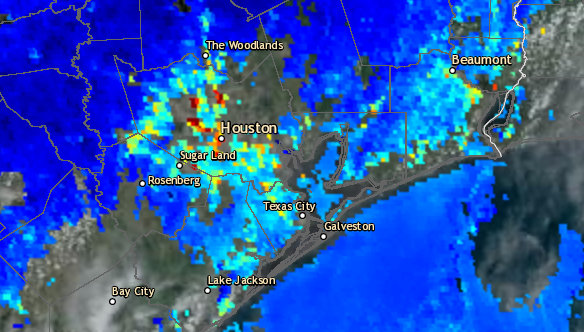 The Woodlands
Beaumont
Houston
Sugar Land
Rosenberg
Texas City
Galveston
Lake Jackson
Bay City